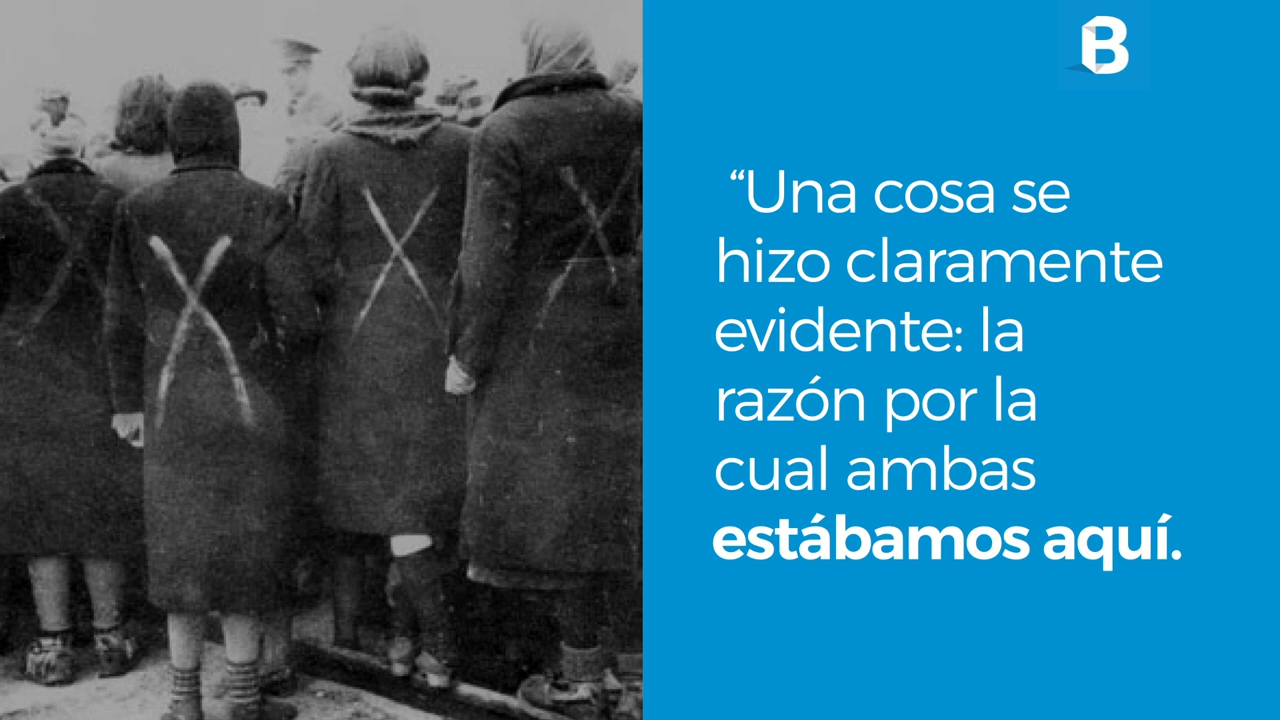 B
“Una cosa se
hizo claramente
evidente: la
razón por la
cual ambas
estábamos aquí.